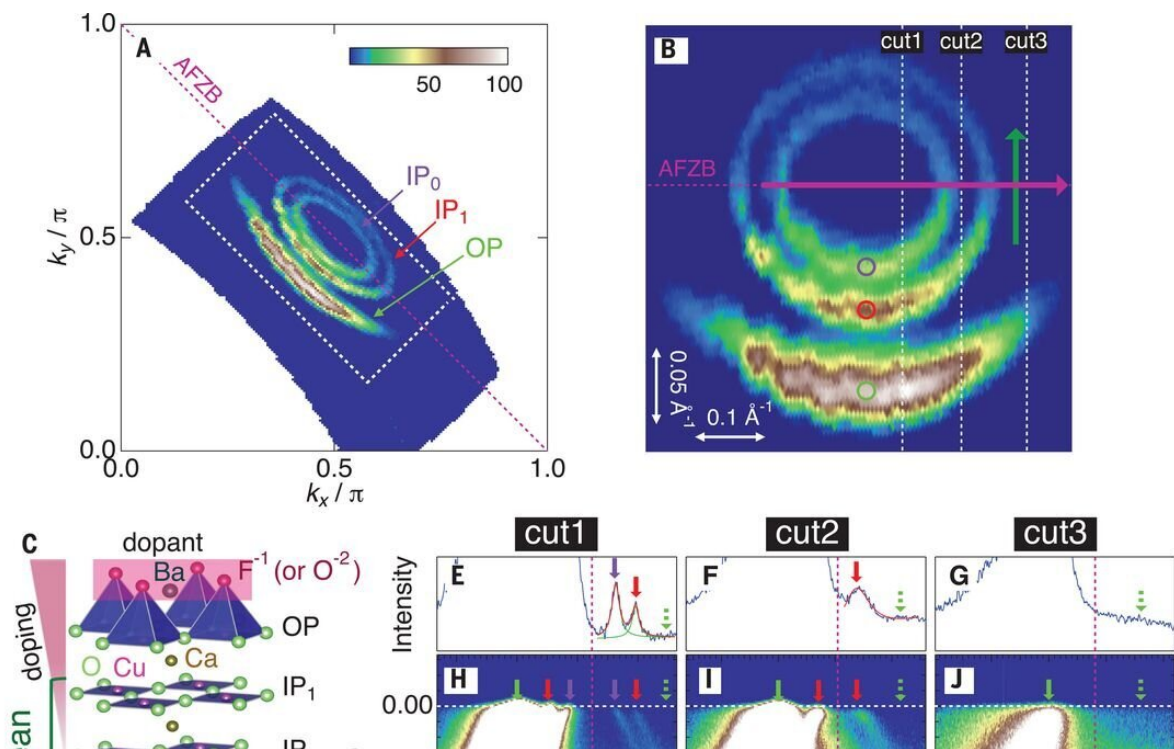 A
1.0
AFZB
50
100
IP₀
IP₁
OP
k_y / π
0.5
0.0
0.0
0.5
1.0
k_x / π
B
cut1
cut2
cut3
AFZB
0.05 Å⁻¹
0.1 Å⁻¹
C
dopant
Ba
F⁻¹ (or O⁻²)
OP
doping
O
Cu
Ca
IP₁
cut1
cut2
cut3
Intensity
E
F
G
0.00
H
I
J